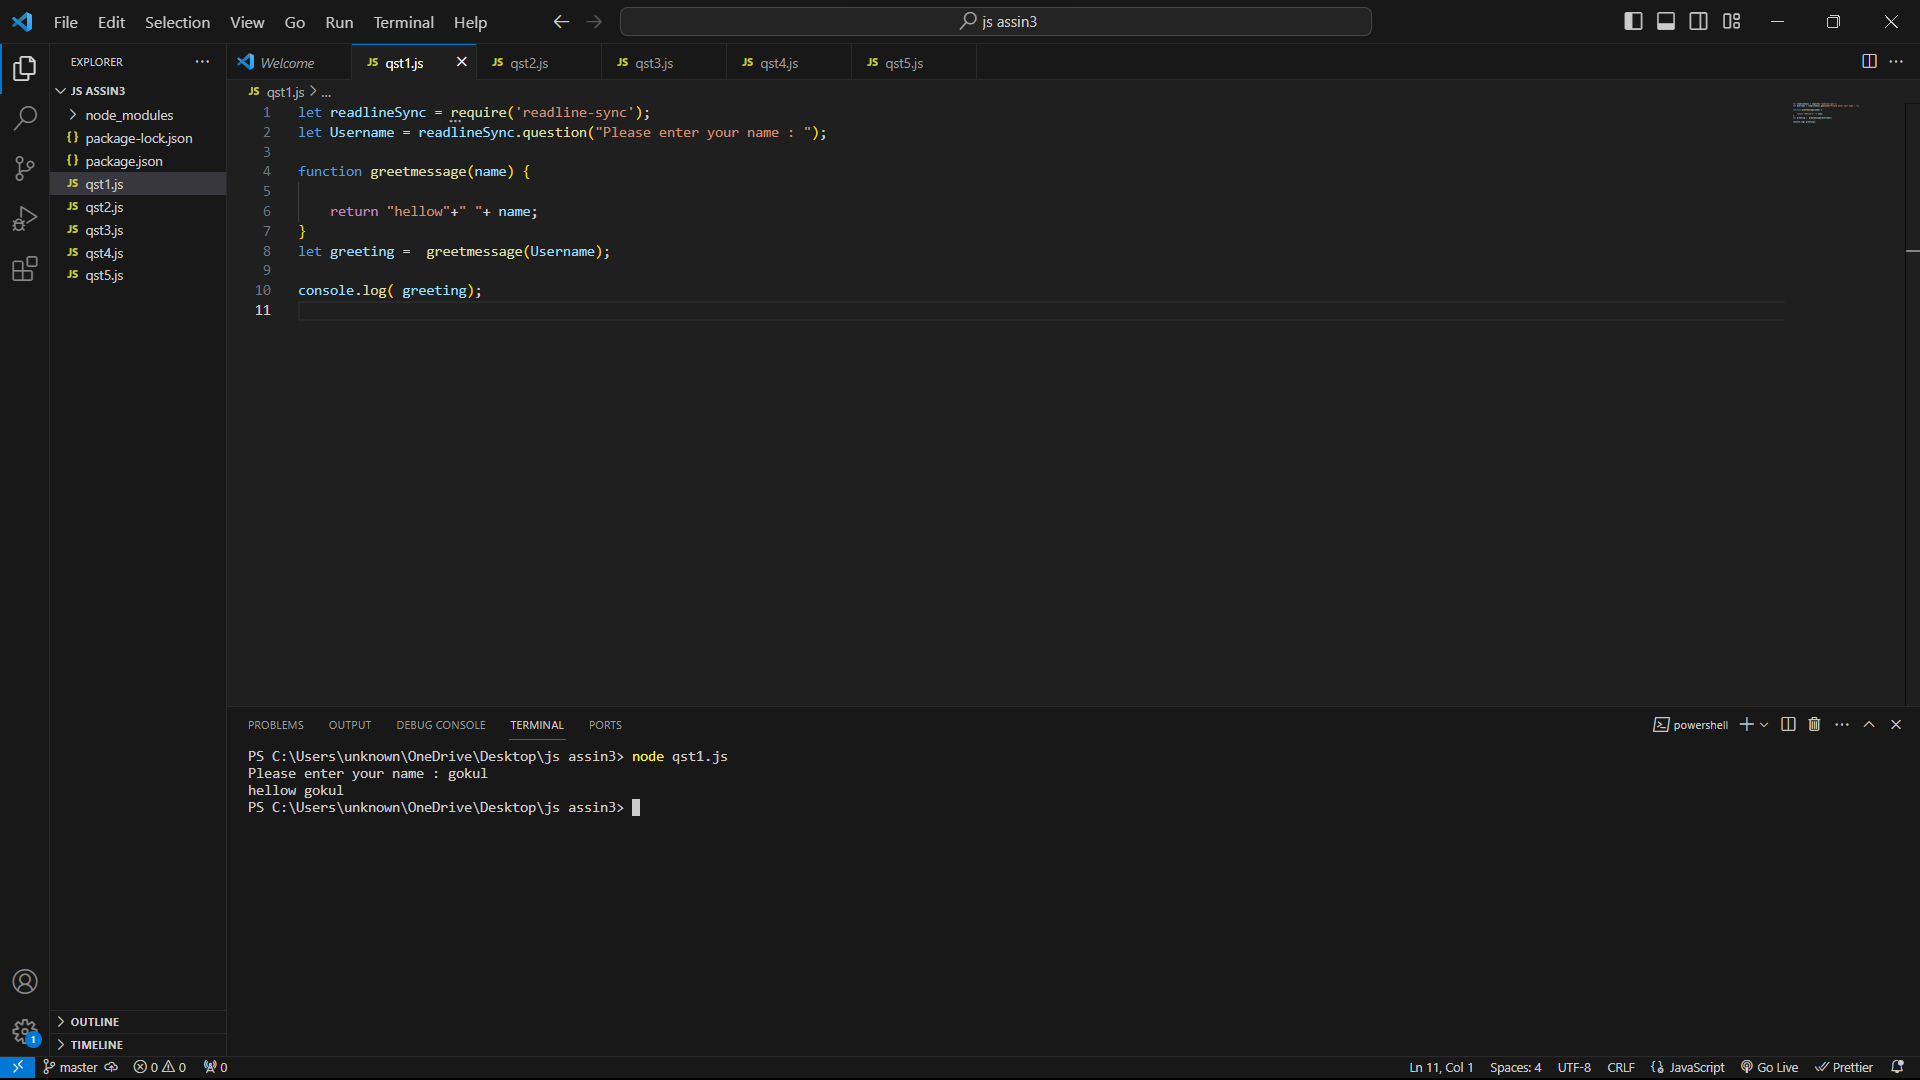 File Edit Selection View Go Run Terminal Help
js assin3
EXPLORER
JS ASSIN3
node_modules
{} package-lock.json
{} package.json
JS qst1.js
JS qst2.js
JS qst3.js
JS qst4.js
JS qst5.js
OUTLINE
TIMELINE
Welcome JS qst1.js JS qst2.js JS qst3.js JS qst4.js JS qst5.js
JS qst1.js > ...
1 let readlineSync = require('readline-sync');
2 let Username = readlineSync.question("Please enter your name : ");
3
4 function greetmessage(name) {
5
6 return "hellow"+" "+ name;
7 }
8 let greeting =  greetmessage(Username);
9
10 console.log( greeting);
11
PROBLEMS OUTPUT DEBUG CONSOLE TERMINAL PORTS
powershell
PS C:\Users\unknown\OneDrive\Desktop\js assin3> node qst1.js
Please enter your name : gokul
hellow gokul
PS C:\Users\unknown\OneDrive\Desktop\js assin3>
1
master 0 0 0 Ln 11, Col 1 Spaces: 4 UTF-8 CRLF {} JavaScript Go Live Prettier